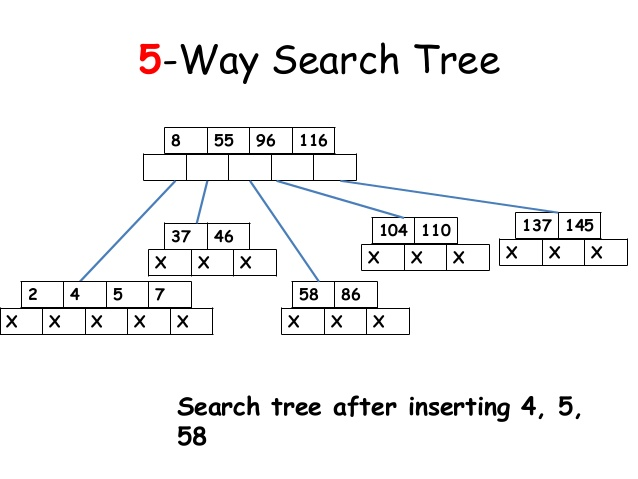 5-Way Search Tree
8 55 96 116
37 46
X X X
104 110
X X X
137 145
X X X
2 4 5 7
X X X X X
58 86
X X X
Search tree after inserting 4, 5,
58